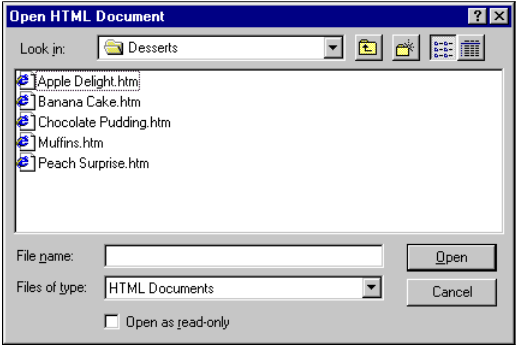 Open HTML Document
Look in: Desserts
Apple Delight.htm
Banana Cake.htm
Chocolate Pudding.htm
Muffins.htm
Peach Surprise.htm
File name: Open
Files of type: HTML Documents Cancel
Open as read-only